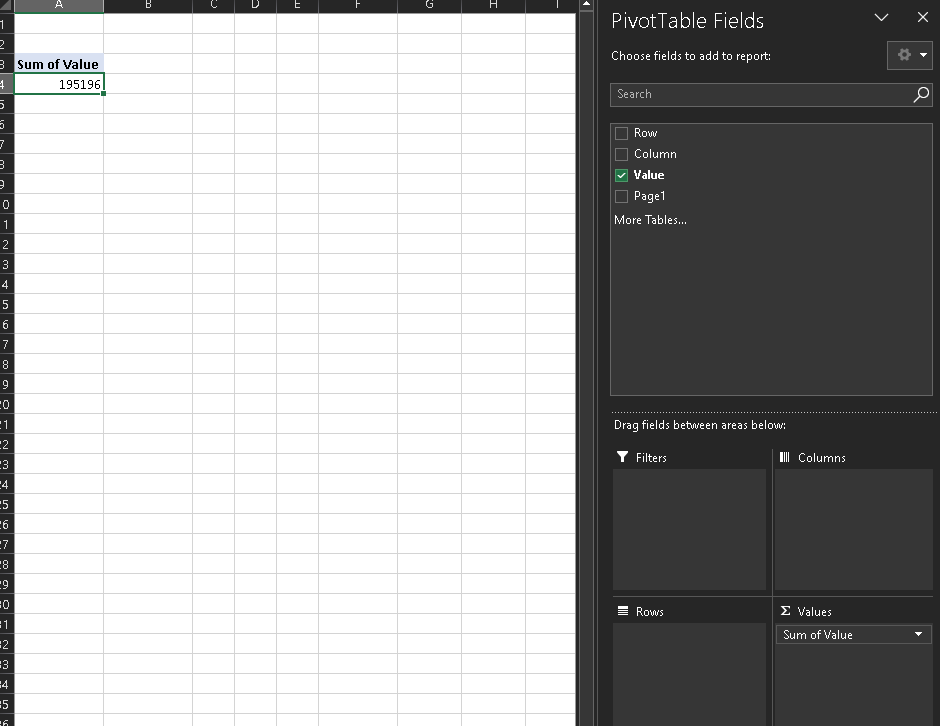 A B C D E F G H I
1
2
3 Sum of Value
4 195196
5
6
7
8
9
0
1
2
3
4
5
6
7
8
9
20
21
22
23
24
25
26
27
28
29
30
31
32
33
34
35
36
PivotTable Fields
Choose fields to add to report:
Search
Row
Column
Value
Page1
More Tables...
Drag fields between areas below:
Filters
Columns
Rows
Σ Values
Sum of Value